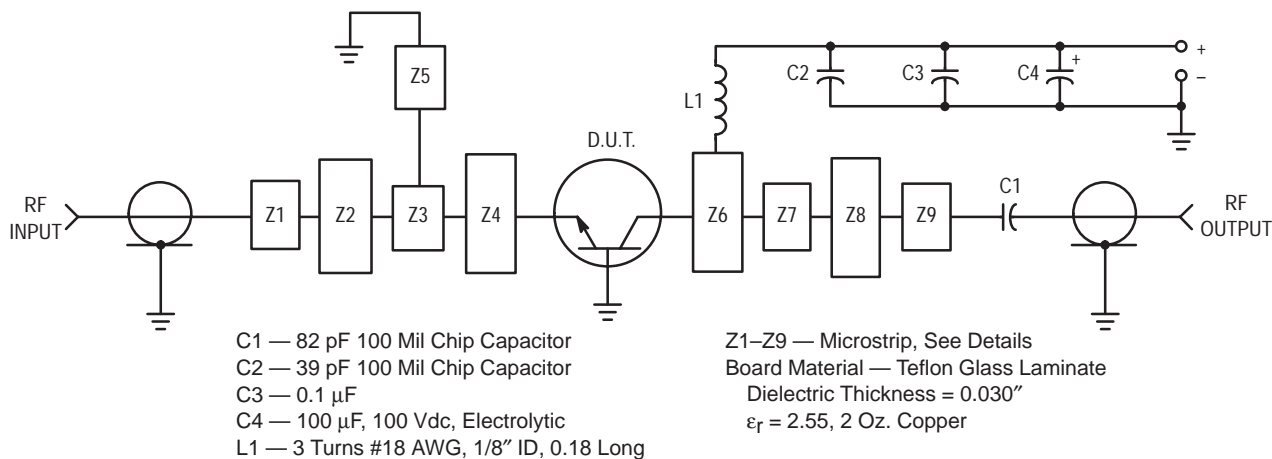 Z5
C2
C3
C4
+
+
–
L1
D.U.T.
RF
INPUT
Z1
Z2
Z3
Z4
Z6
Z7
Z8
Z9
C1
RF
OUTPUT
C1 — 82 pF 100 Mil Chip Capacitor
C2 — 39 pF 100 Mil Chip Capacitor
C3 — 0.1 μF
C4 — 100 μF, 100 Vdc, Electrolytic
L1 — 3 Turns #18 AWG, 1/8″ ID, 0.18 Long
Z1–Z9 — Microstrip, See Details
Board Material — Teflon Glass Laminate
Dielectric Thickness = 0.030″
εr = 2.55, 2 Oz. Copper